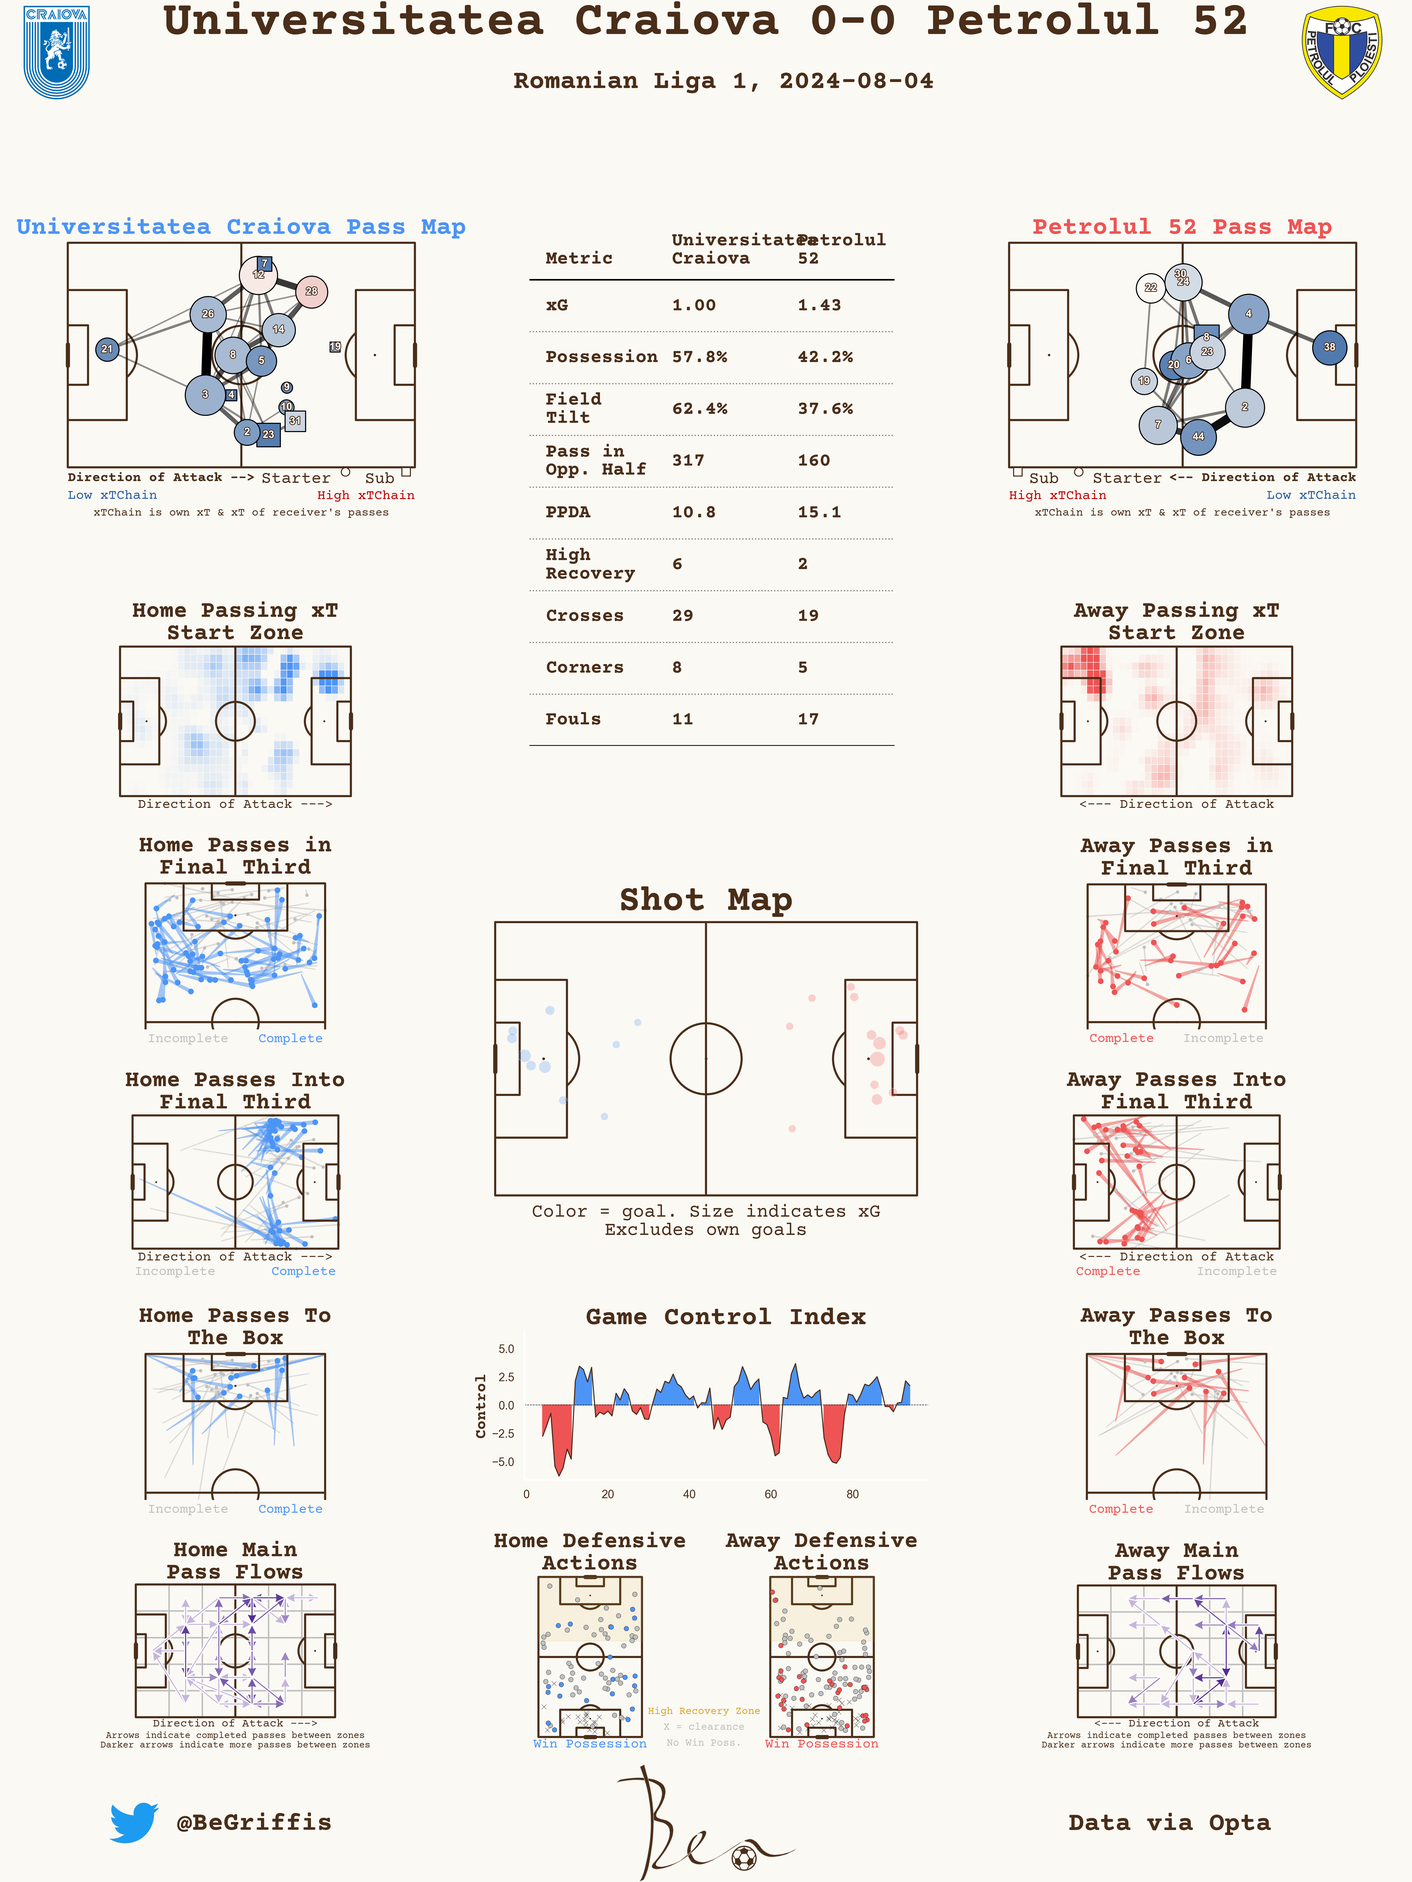 Universitatea Craiova 0-0 Petrolul 52
Romanian Liga 1, 2024-08-04
CRAIOVA
FC
PETROLUL
PLOIESTI
Universitatea Craiova Pass Map
7
12
28
26
14
21
8
5
19
3
4
9
10
31
2
23
Direction of Attack --> Starter Sub
Low xTChain High xTChain
xTChain is own xT & xT of receiver's passes
Metric Universitatea Craiova Petrolul 52
xG 1.00 1.43
Possession 57.8% 42.2%
Field Tilt 62.4% 37.6%
Pass in Opp. Half 317 160
PPDA 10.8 15.1
High Recovery 6 2
Crosses 29 19
Corners 8 5
Fouls 11 17
Petrolul 52 Pass Map
30
22
24
4
8
38
20
6
23
19
2
7
44
Sub Starter <-- Direction of Attack
High xTChain Low xTChain
xTChain is own xT & xT of receiver's passes
Home Passing xT
Start Zone
Direction of Attack --->
Away Passing xT
Start Zone
<--- Direction of Attack
Home Passes in
Final Third
Incomplete Complete
Away Passes in
Final Third
Complete Incomplete
Shot Map
Color = goal. Size indicates xG
Excludes own goals
Home Passes Into
Final Third
Direction of Attack --->
Incomplete Complete
Away Passes Into
Final Third
<--- Direction of Attack
Complete Incomplete
Home Passes To
The Box
Incomplete Complete
Game Control Index
Control
5.0
2.5
0.0
−2.5
−5.0
0 20 40 60 80
Away Passes To
The Box
Complete Incomplete
Home Main
Pass Flows
Direction of Attack --->
Arrows indicate completed passes between zones
Darker arrows indicate more passes between zones
Home Defensive
Actions
Win Possession
High Recovery Zone
X = clearance
No Win Poss.
Away Defensive
Actions
Win Possession
Away Main
Pass Flows
<--- Direction of Attack
Arrows indicate completed passes between zones
Darker arrows indicate more passes between zones
@BeGriffis
Ben
Data via Opta